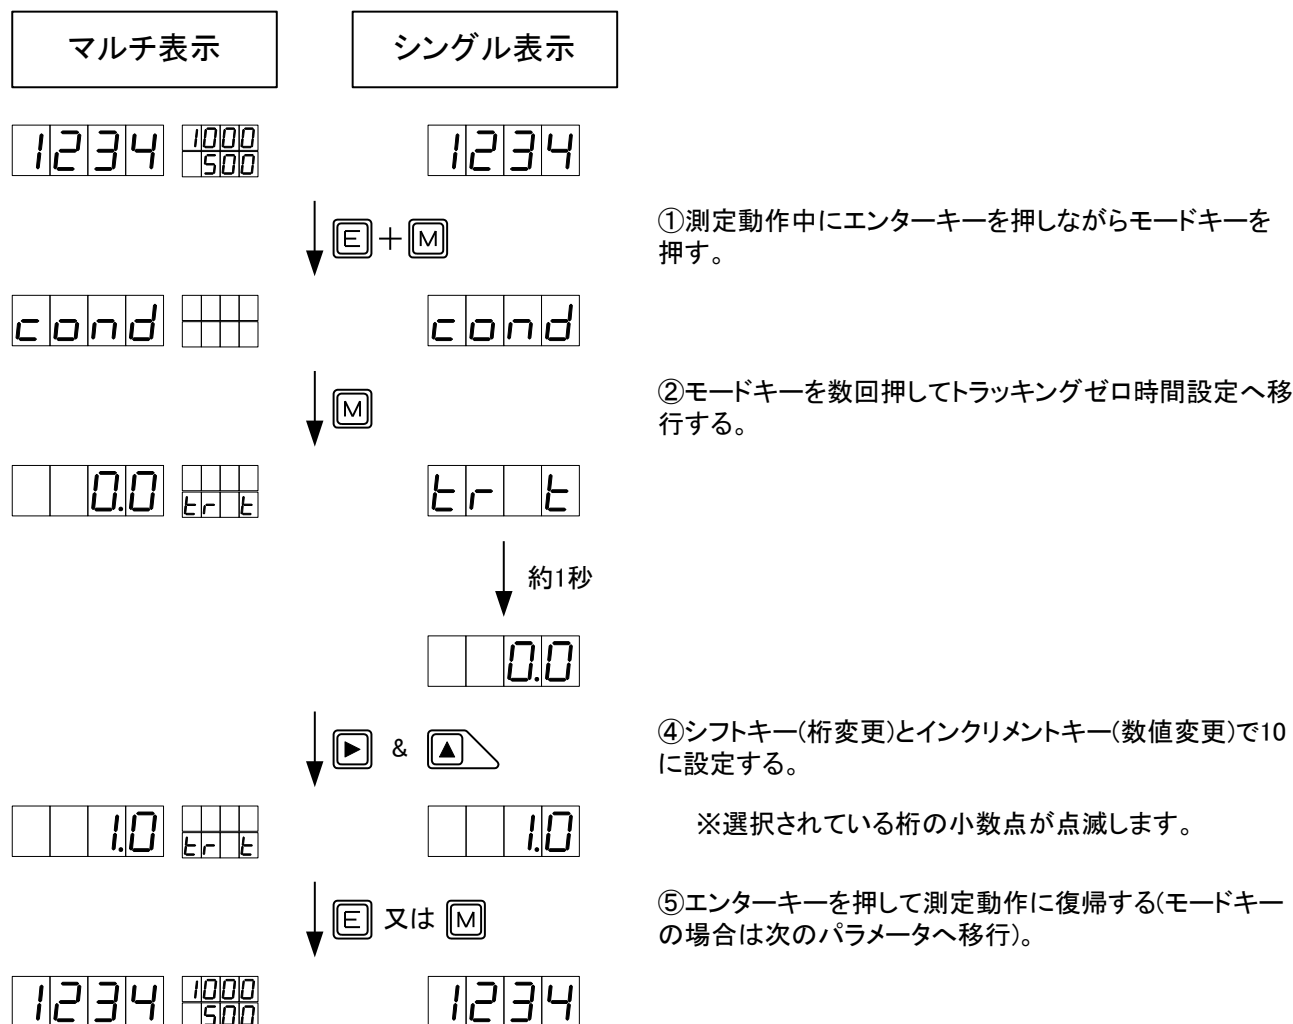 マルチ表示 シングル表示
1234 1000 1234
500
E+M ①測定動作中にエンターキーを押しながらモードキーを
押す。
cond cond
M ②モードキーを数回押してトラッキングゼロ時間設定へ移
行する。
0.0 tr t tr t
約1秒
0.0
& ④シフトキー(桁変更)とインクリメントキー(数値変更)で10
に設定する。
1.0 tr t 1.0 ※選択されている桁の小数点が点滅します。
E 又は M ⑤エンターキーを押して測定動作に復帰する(モードキー
の場合は次のパラメータへ移行)。
1234 1000 1234
500